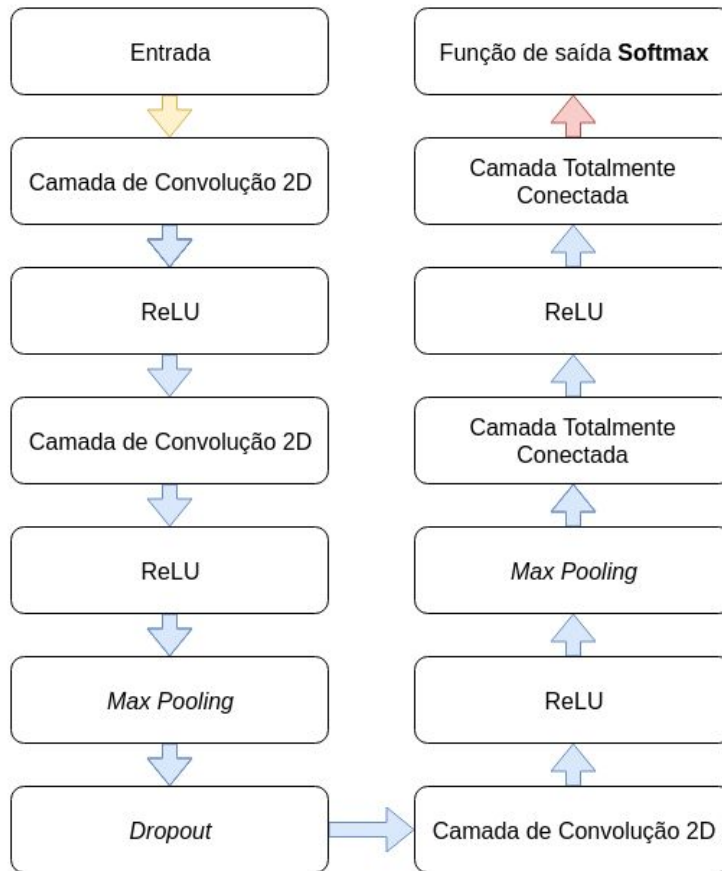 Entrada
Camada de Convolução 2D
ReLU
Camada de Convolução 2D
ReLU
Max Pooling
Dropout
Camada de Convolução 2D
ReLU
Max Pooling
Camada Totalmente
Conectada
ReLU
Camada Totalmente
Conectada
Função de saída Softmax